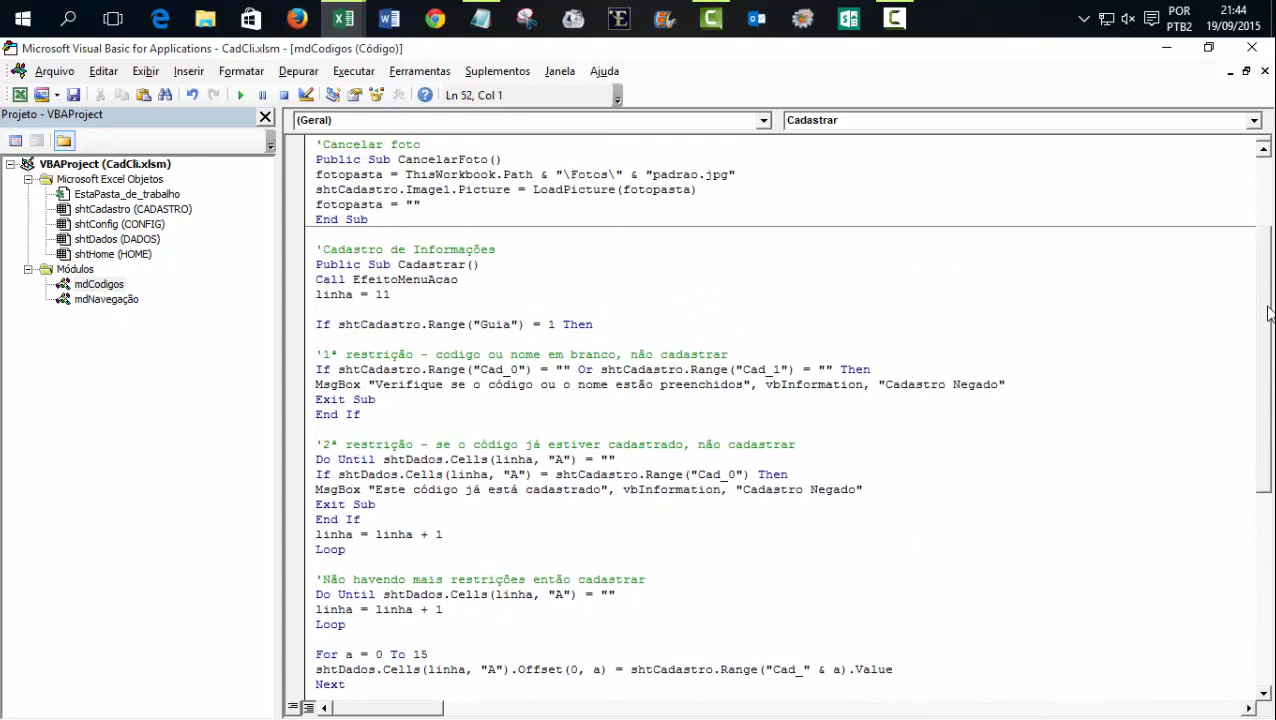 POR
PTB2
21:44
19/09/2015
Microsoft Visual Basic for Applications - CadCli.xlsm - [mdCodigos (Código)]
Arquivo Editar Exibir Inserir Formatar Depurar Executar Ferramentas Suplementos Janela Ajuda
Ln 52, Col 1
Projeto - VBAProject
(Geral)
Cadastrar
VBAProject (CadCli.xlsm)
Microsoft Excel Objetos
EstaPasta_de_trabalho
shtCadastro (CADASTRO)
shtConfig (CONFIG)
shtDados (DADOS)
shtHome (HOME)
Módulos
mdCodigos
mdNavegação
'Cancelar foto
Public Sub CancelarFoto()
fotopasta = ThisWorkbook.Path & "\Fotos\" & "padrao.jpg"
shtCadastro.Image1.Picture = LoadPicture(fotopasta)
fotopasta = ""
End Sub
'Cadastro de Informações
Public Sub Cadastrar()
Call EfeitoMenuAcao
linha = 11
If shtCadastro.Range("Guia") = 1 Then
'1ª restrição - codigo ou nome em branco, não cadastrar
If shtCadastro.Range("Cad_0") = "" Or shtCadastro.Range("Cad_1") = "" Then
MsgBox "Verifique se o código ou o nome estão preenchidos", vbInformation, "Cadastro Negado"
Exit Sub
End If
'2ª restrição - se o código já estiver cadastrado, não cadastrar
Do Until shtDados.Cells(linha, "A") = ""
If shtDados.Cells(linha, "A") = shtCadastro.Range("Cad_0") Then
MsgBox "Este código já está cadastrado", vbInformation, "Cadastro Negado"
Exit Sub
End If
linha = linha + 1
Loop
'Não havendo mais restrições então cadastrar
Do Until shtDados.Cells(linha, "A") = ""
linha = linha + 1
Loop
For a = 0 To 15
shtDados.Cells(linha, "A").Offset(0, a) = shtCadastro.Range("Cad_" & a).Value
Next